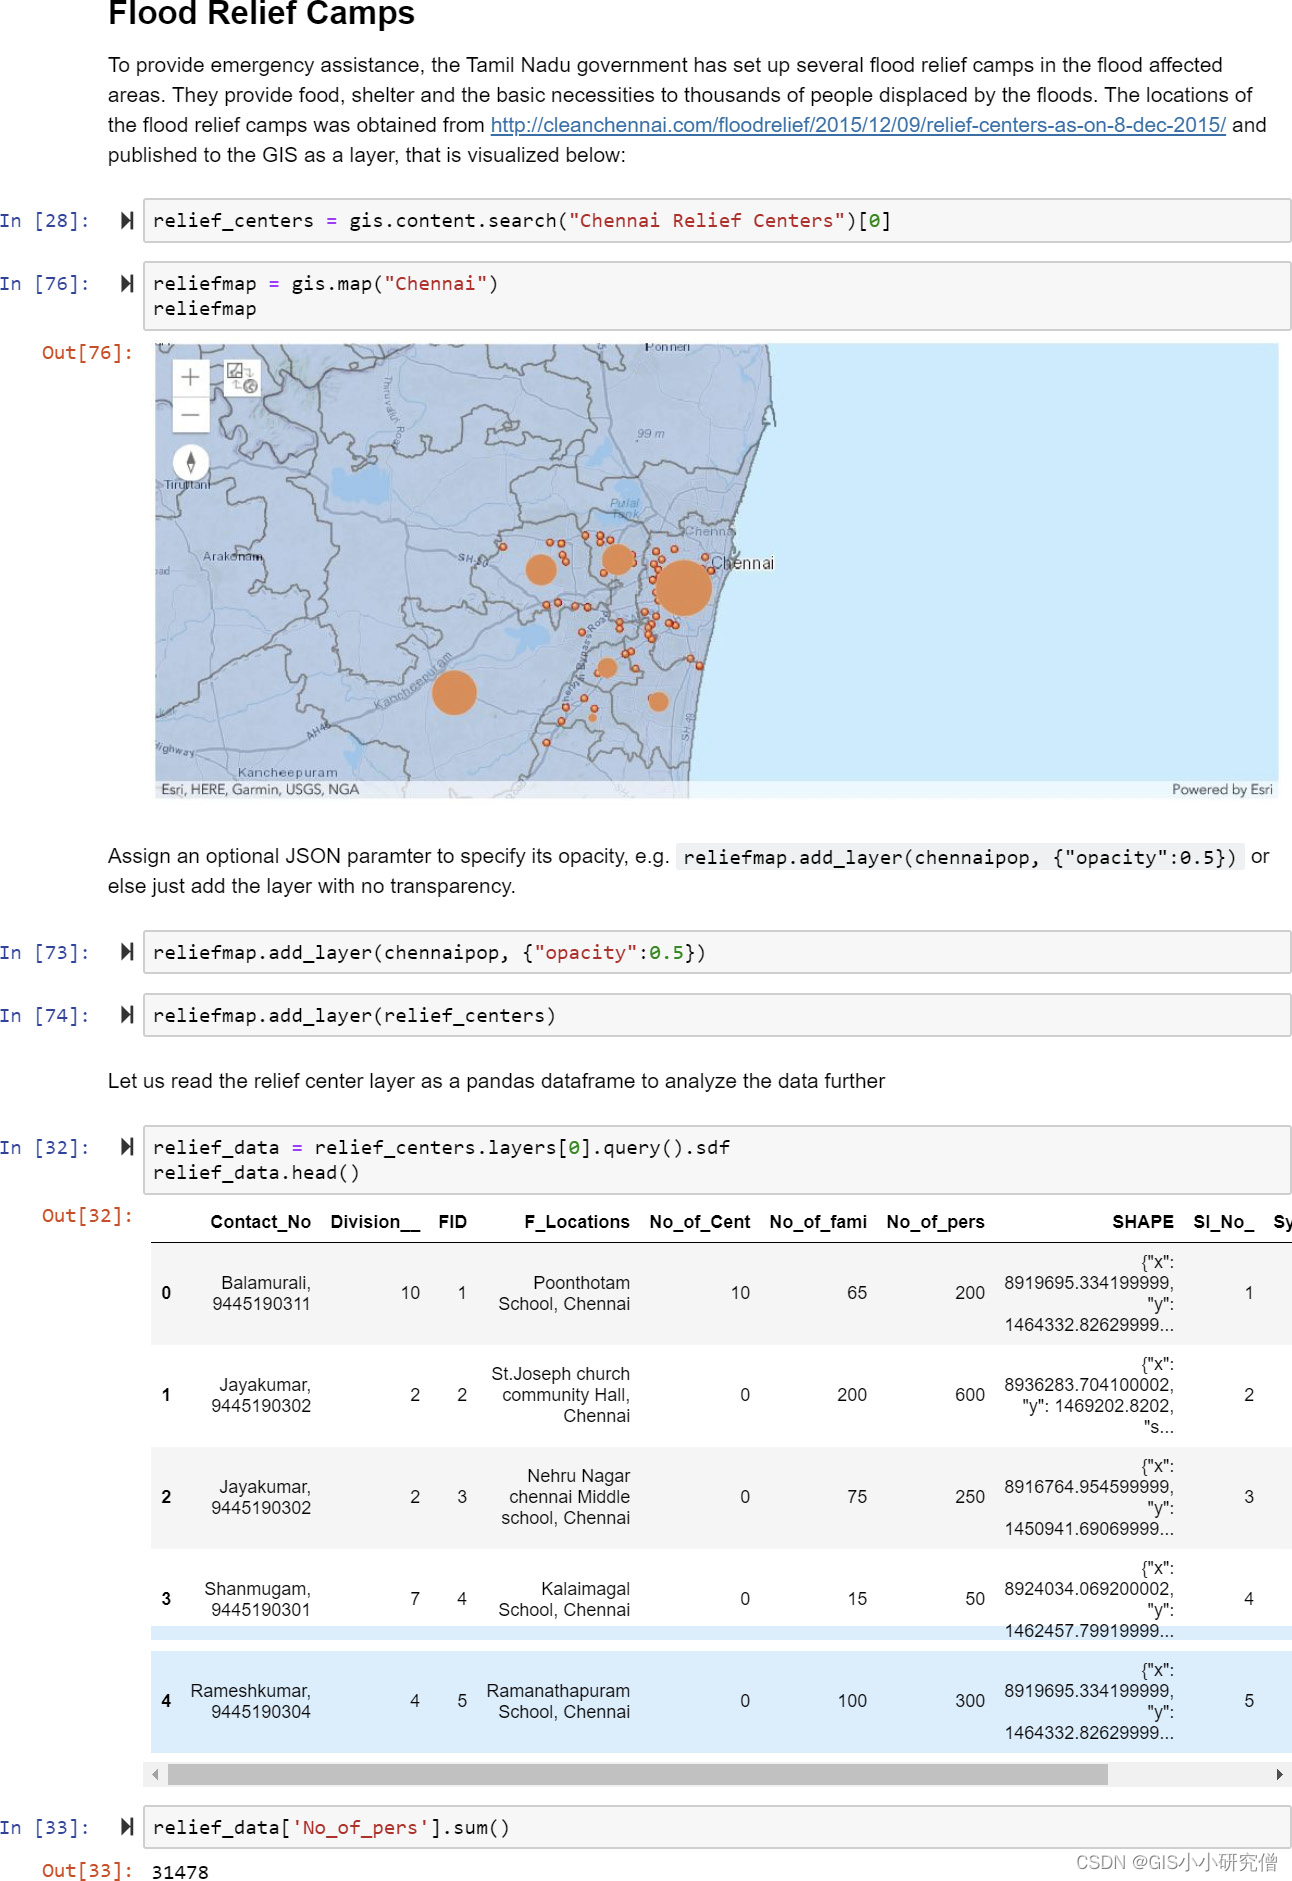 Flood Relief Camps
To provide emergency assistance, the Tamil Nadu government has set up several flood relief camps in the flood affected
areas. They provide food, shelter and the basic necessities to thousands of people displaced by the floods. The locations of
the flood relief camps was obtained from http://cleanchennai.com/floodrelief/2015/12/09/relief-centers-as-on-8-dec-2015/ and
published to the GIS as a layer, that is visualized below:
In [28]: relief_centers = gis.content.search("Chennai Relief Centers")[0]
In [76]: reliefmap = gis.map("Chennai")
reliefmap
Out[76]:
Ponneri
Thiruvallur Road
99 m
Tiruttani
Pulal
Tank
Chennai
Arakonam
SH-50
Chennai
Kancheepuram
AH45
Highway
SH 49
Kancheepuram
Esri, HERE, Garmin, USGS, NGA
Powered by Esri
Assign an optional JSON paramter to specify its opacity, e.g. reliefmap.add_layer(chennaipop, {"opacity":0.5}) or
else just add the layer with no transparency.
In [73]: reliefmap.add_layer(chennaipop, {"opacity":0.5})
In [74]: reliefmap.add_layer(relief_centers)
Let us read the relief center layer as a pandas dataframe to analyze the data further
In [32]: relief_data = relief_centers.layers[0].query().sdf
relief_data.head()
Out[32]:
Contact_No Division__ FID F_Locations No_of_Cent No_of_fami No_of_pers SHAPE Sl_No_ Sy
{"x":
Balamurali, Poonthotam 8919695.334199999,
0 10 1 10 65 200 1
9445190311 School, Chennai "y":
1464332.82629999...
{"x":
St.Joseph church
Jayakumar, 8936283.704100002,
1 2 2 community Hall, 0 200 600 2
9445190302 "y": 1469202.8202,
Chennai
"s...
{"x":
Nehru Nagar
Jayakumar, 8916764.954599999,
2 2 3 chennai Middle 0 75 250 3
9445190302 "y":
school, Chennai
1450941.69069999...
{"x":
Shanmugam, Kalaimagal 8924034.069200002,
3 7 4 0 15 50 4
9445190301 School, Chennai "y":
1462457.79919999...
{"x":
Rameshkumar, Ramanathapuram 8919695.334199999,
4 4 5 0 100 300 5
9445190304 School, Chennai "y":
1464332.82629999...
In [33]: relief_data['No_of_pers'].sum()
Out[33]: 31478
CSDN @GIS小小研究僧